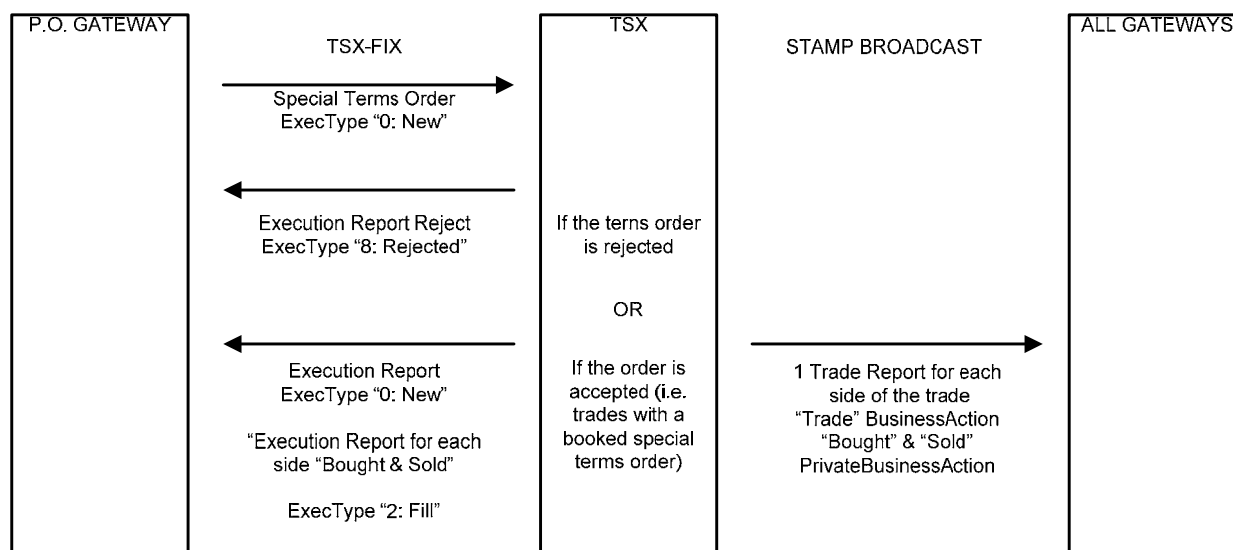 P.O. GATEWAY
TSX
ALL GATEWAYS
TSX-FIX
STAMP BROADCAST
Special Terms Order
ExecType “0: New”
Execution Report Reject
ExecType “8: Rejected”
If the terns order
is rejected
OR
Execution Report
ExecType “0: New”
“Execution Report for each
side “Bought & Sold”
ExecType “2: Fill”
If the order is
accepted (i.e.
trades with a
booked special
terms order)
1 Trade Report for each
side of the trade
“Trade” BusinessAction
“Bought” & “Sold”
PrivateBusinessAction